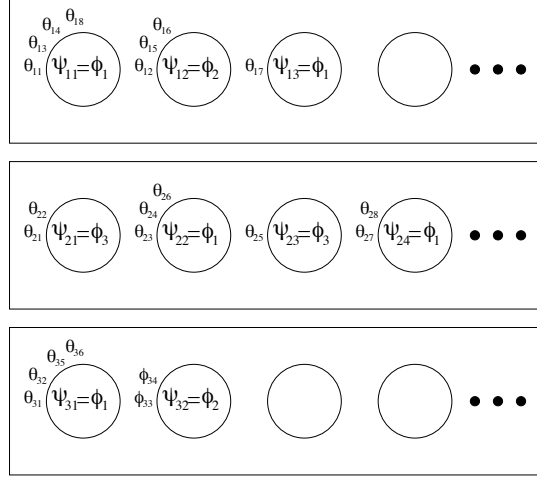 θ₁₄ θ₁₈
θ₁₃ θ₁₆
θ₁₅
θ₁₁ ψ₁₁=ϕ₁ θ₁₂ ψ₁₂=ϕ₂ θ₁₇ ψ₁₃=ϕ₁
θ₂₆
θ₂₂ θ₂₄ θ₂₈
θ₂₁ ψ₂₁=ϕ₃ θ₂₃ ψ₂₂=ϕ₁ θ₂₅ ψ₂₃=ϕ₃ θ₂₇ ψ₂₄=ϕ₁
θ₃₅ θ₃₆
θ₃₂ ϕ₃₄
θ₃₁ ψ₃₁=ϕ₁ ϕ₃₃ ψ₃₂=ϕ₂